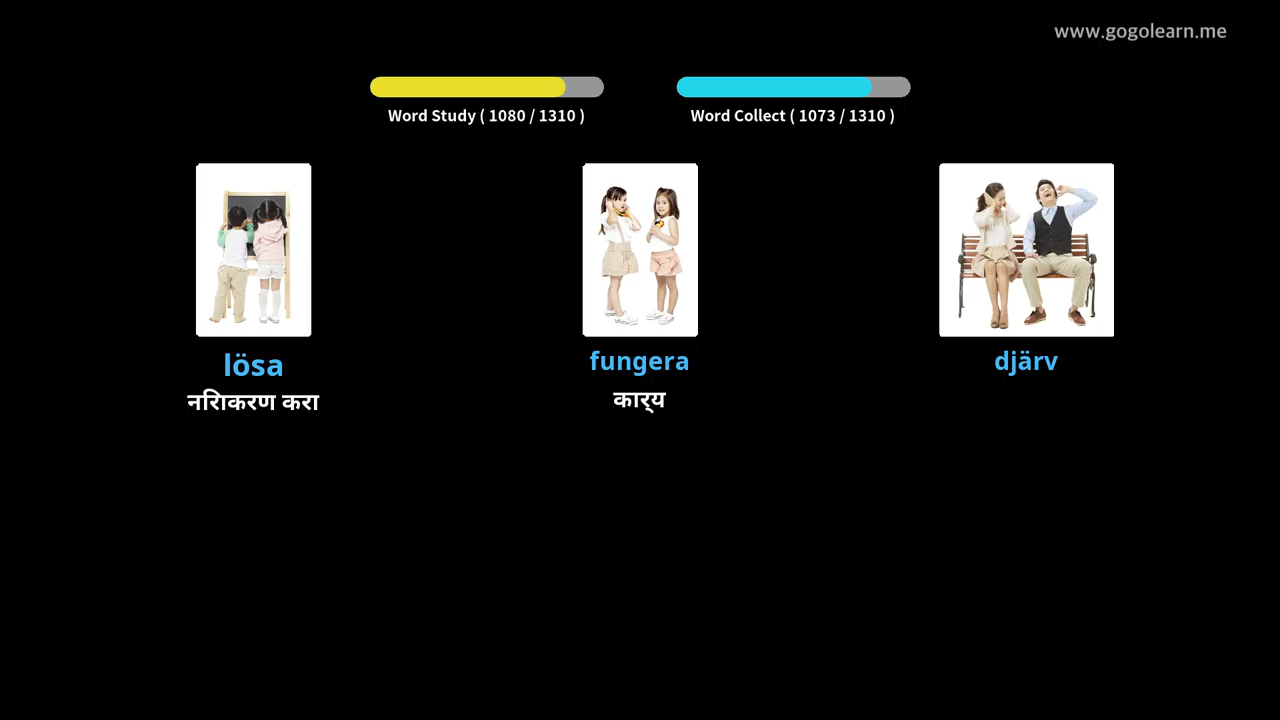 www.gogolearn.me
Word Study ( 1080 / 1310 )
Word Collect ( 1073 / 1310 )
lösa
fungera
djärv
निराकरण करा
कार्य